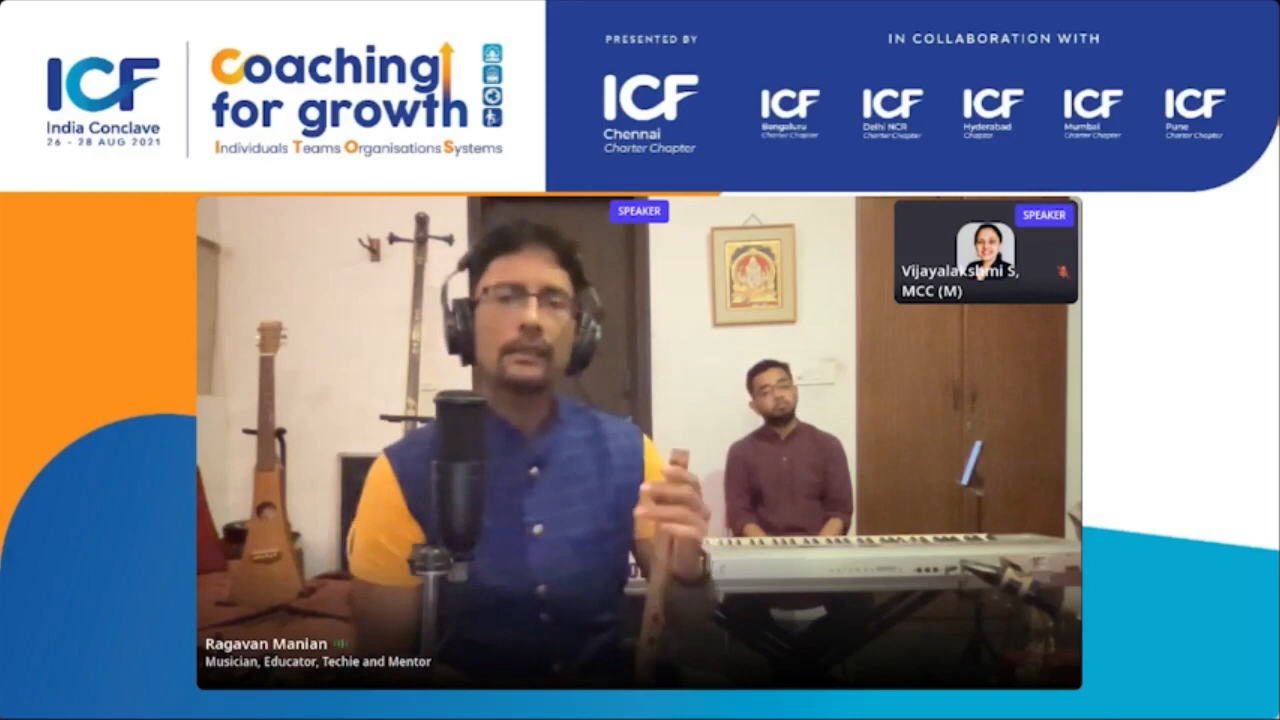 ICF
India Conclave
26 - 28 AUG 2021
Coaching
for growth
Individuals Teams Organisations Systems
PRESENTED BY
ICF
Chennai
Charter Chapter
IN COLLABORATION WITH
ICF
Bengaluru
Charter Chapter
ICF
Delhi NCR
Charter Chapter
ICF
Hyderabad
Chapter
ICF
Mumbai
Charter Chapter
ICF
Pune
Charter Chapter
SPEAKER
SPEAKER
Vijayalakshmi S,
MCC (M)
Ragavan Manian
Musician, Educator, Techie and Mentor